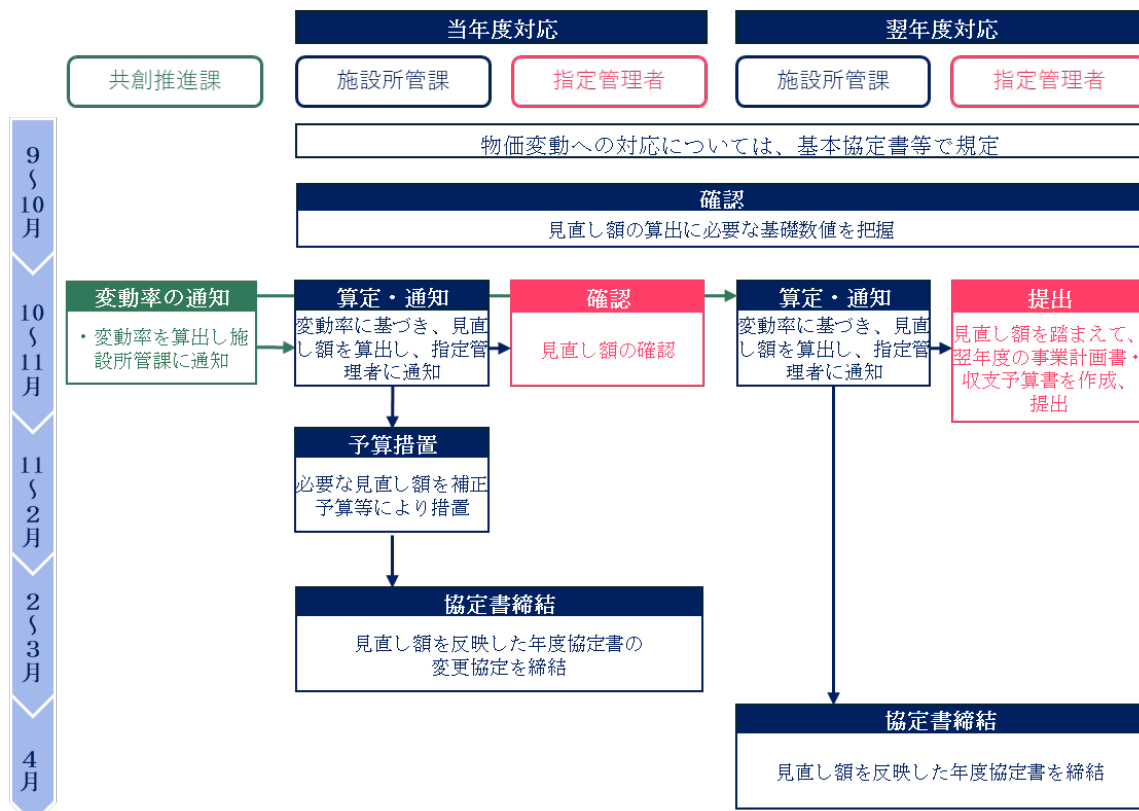 当年度対応
翌年度対応
共創推進課
施設所管課
指定管理者
施設所管課
指定管理者
9～10月
物価変動への対応については、基本協定書等で規定
確認
見直し額の算出に必要な基礎数値を把握
10～11月
変動率の通知
・変動率を算出し施
設所管課に通知
算定・通知
変動率に基づき、見直
し額を算出し、指定管
理者に通知
確認
見直し額の確認
算定・通知
変動率に基づき、見直
し額を算出し、指定管
理者に通知
提出
見直し額を踏まえて、
翌年度の事業計画書・
収支予算書を作成、
提出
11～2月
予算措置
必要な見直し額を補正
予算等により措置
2～3月
協定書締結
見直し額を反映した年度協定書の
変更協定を締結
4月
協定書締結
見直し額を反映した年度協定書を締結